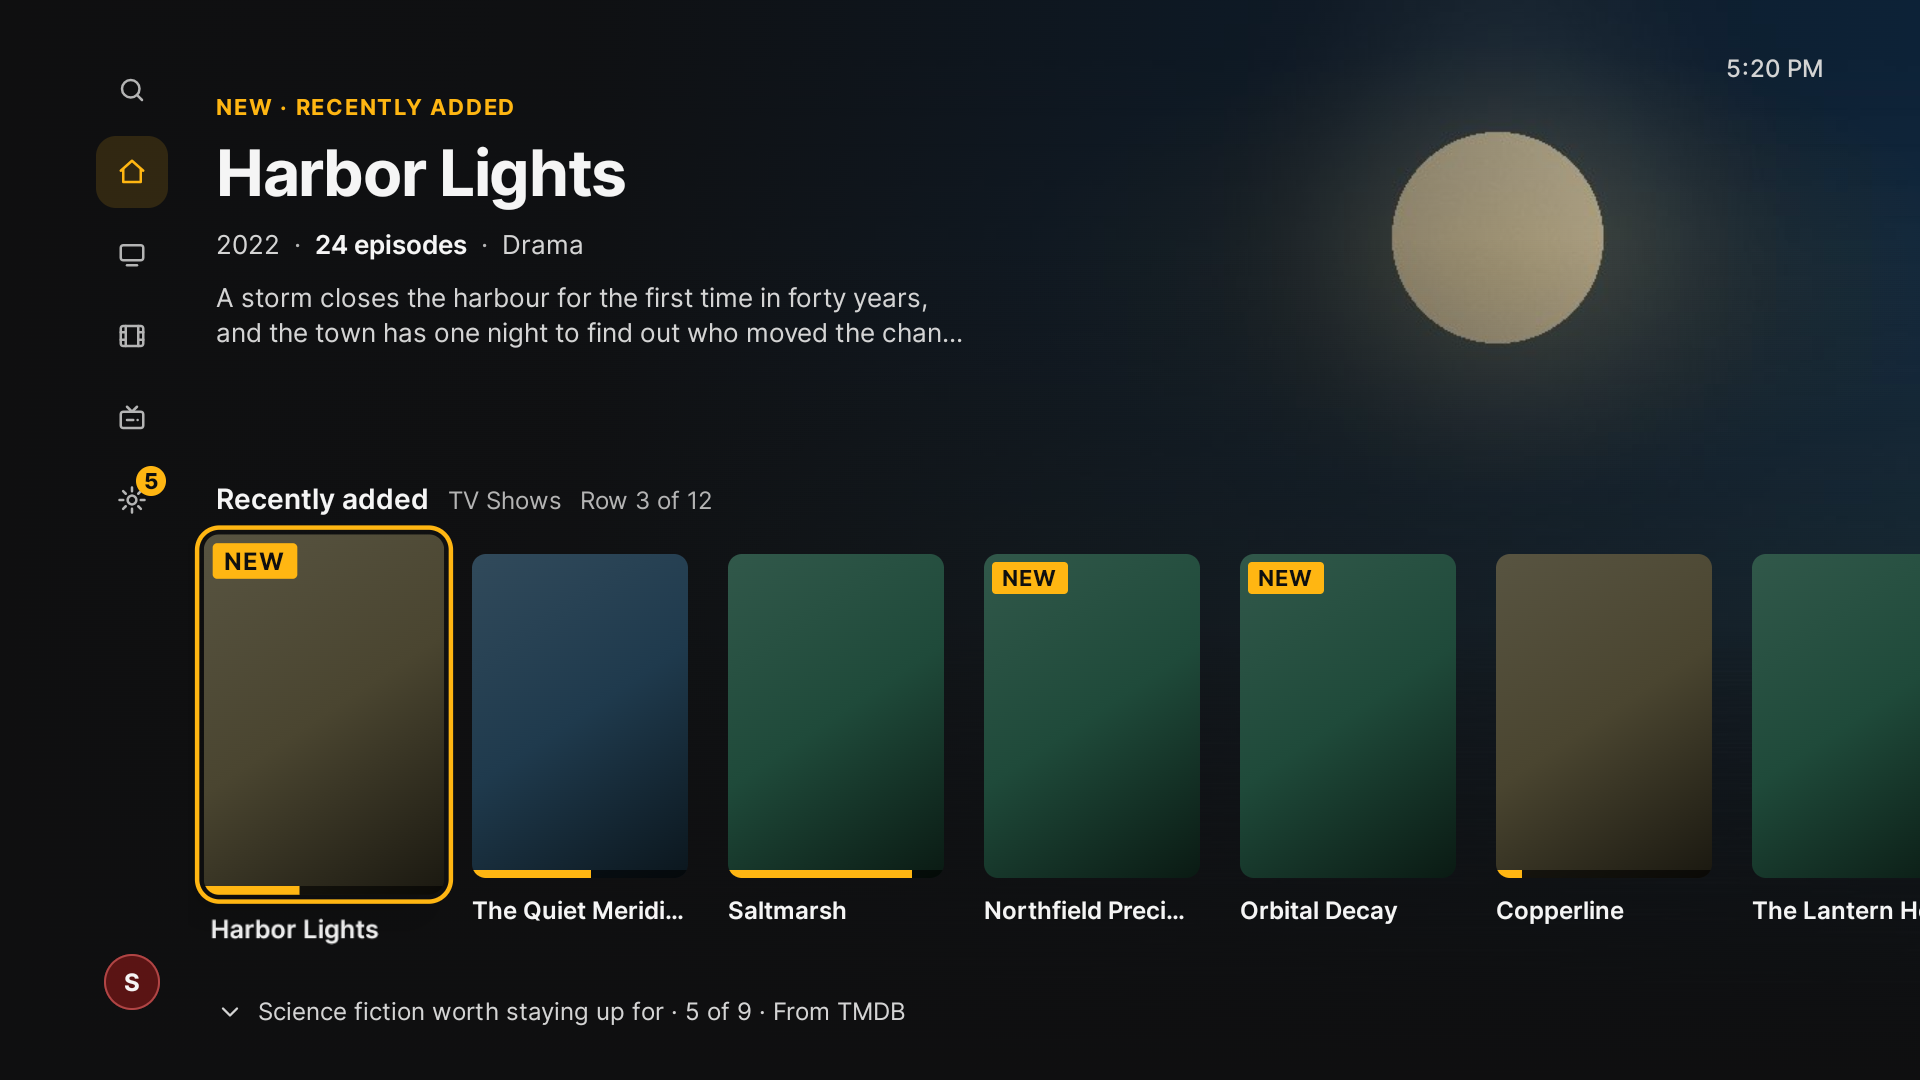 5:20 PM
NEW · RECENTLY ADDED
Harbor Lights
2022 · 24 episodes · Drama
A storm closes the harbour for the first time in forty years,
and the town has one night to find out who moved the chan...
5
Recently added TV Shows Row 3 of 12
NEW
NEW
NEW
Harbor Lights
The Quiet Meridi...
Saltmarsh
Northfield Preci...
Orbital Decay
Copperline
The Lantern H
S
Science fiction worth staying up for · 5 of 9 · From TMDB